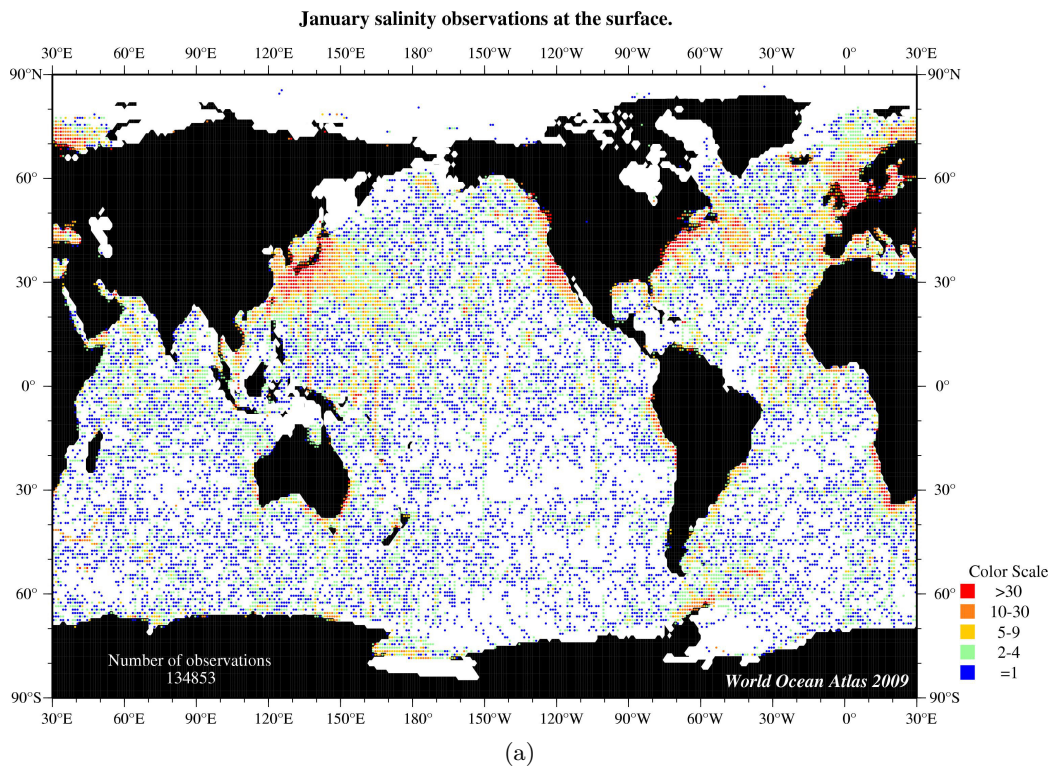 January salinity observations at the surface.
30°E 60°E 90°E 120°E 150°E 180° 150°W 120°W 90°W 60°W 30°W 0° 30°E
90°N 90°N
60° 60°
30° 30°
0° 0°
30° 30°
Color Scale
>30
60° 60°
10-30
5-9
2-4
Number of observations
=1
134853
World Ocean Atlas 2009
90°S 90°S
30°E 60°E 90°E 120°E 150°E 180° 150°W 120°W 90°W 60°W 30°W 0° 30°E
(a)